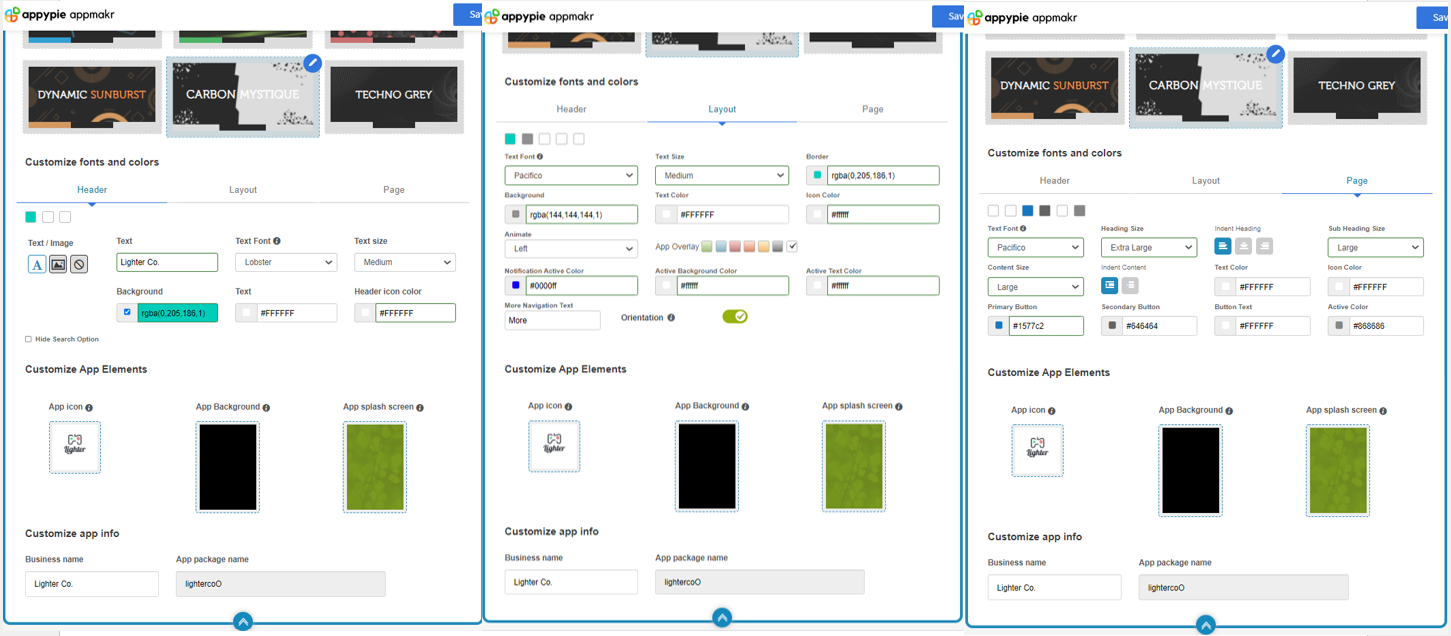 appypie appmakr
Sav
DYNAMIC SUNBURST
CARBON MYSTIQUE
TECHNO GREY
Customize fonts and colors
Header
Layout
Page
Text / Image
Text
Text Font
Text size
A
Lighter Co.
Lobster
Medium
Background
Text
Header icon color
rgba(0,205,186,1)
#FFFFFF
#FFFFFF
Hide Search Option
Customize App Elements
App icon
App Background
App splash screen
Lighter
Customize app info
Business name
App package name
Lighter Co.
lightercoO
appypie appmakr
Sav
Customize fonts and colors
Header
Layout
Page
Text Font
Text Size
Border
Pacifico
Medium
rgba(0,205,186,1)
Background
Text Color
Icon Color
rgba(144,144,144,1)
#FFFFFF
#ffffff
Animate
Left
App Overlay
Notification Active Color
Active Background Color
Active Text Color
#0000ff
#ffffff
#ffffff
More Navigation Text
More
Orientation
Customize App Elements
App icon
App Background
App splash screen
Lighter
Customize app info
Business name
App package name
Lighter Co.
lightercoO
appypie appmakr
Sav
DYNAMIC SUNBURST
CARBON MYSTIQUE
TECHNO GREY
Customize fonts and colors
Header
Layout
Page
Text Font
Heading Size
Indent Heading
Sub Heading Size
Pacifico
Extra Large
Large
Content Size
Indent Content
Text Color
Icon Color
Large
#FFFFFF
#FFFFFF
Primary Button
Secondary Button
Button Text
Active Color
#1577c2
#646464
#FFFFFF
#868686
Customize App Elements
App icon
App Background
App splash screen
Lighter
Customize app info
Business name
App package name
Lighter Co.
lightercoO